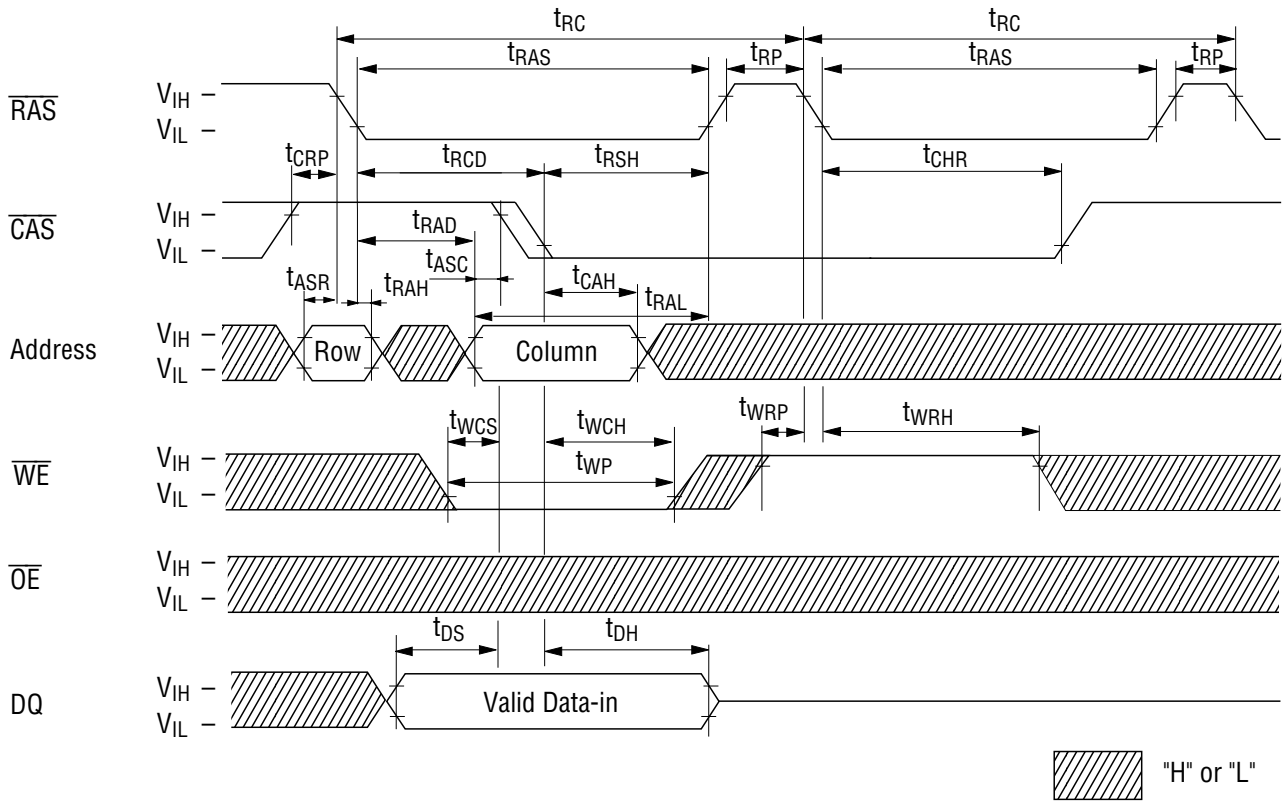 tRC tRC
tRAS tRP tRAS tRP
RAS VIH –
VIL –
tCRP tRCD tRSH tCHR
CAS VIH –
VIL –
tRAD
tASC
tASR tRAH tCAH
tRAL
Address VIH –
VIL –
Row Column
tWCS tWCH tWRP tWRH
tWP
WE VIH –
VIL –
OE VIH –
VIL –
tDS tDH
DQ VIH –
VIL –
Valid Data-in
"H" or "L"